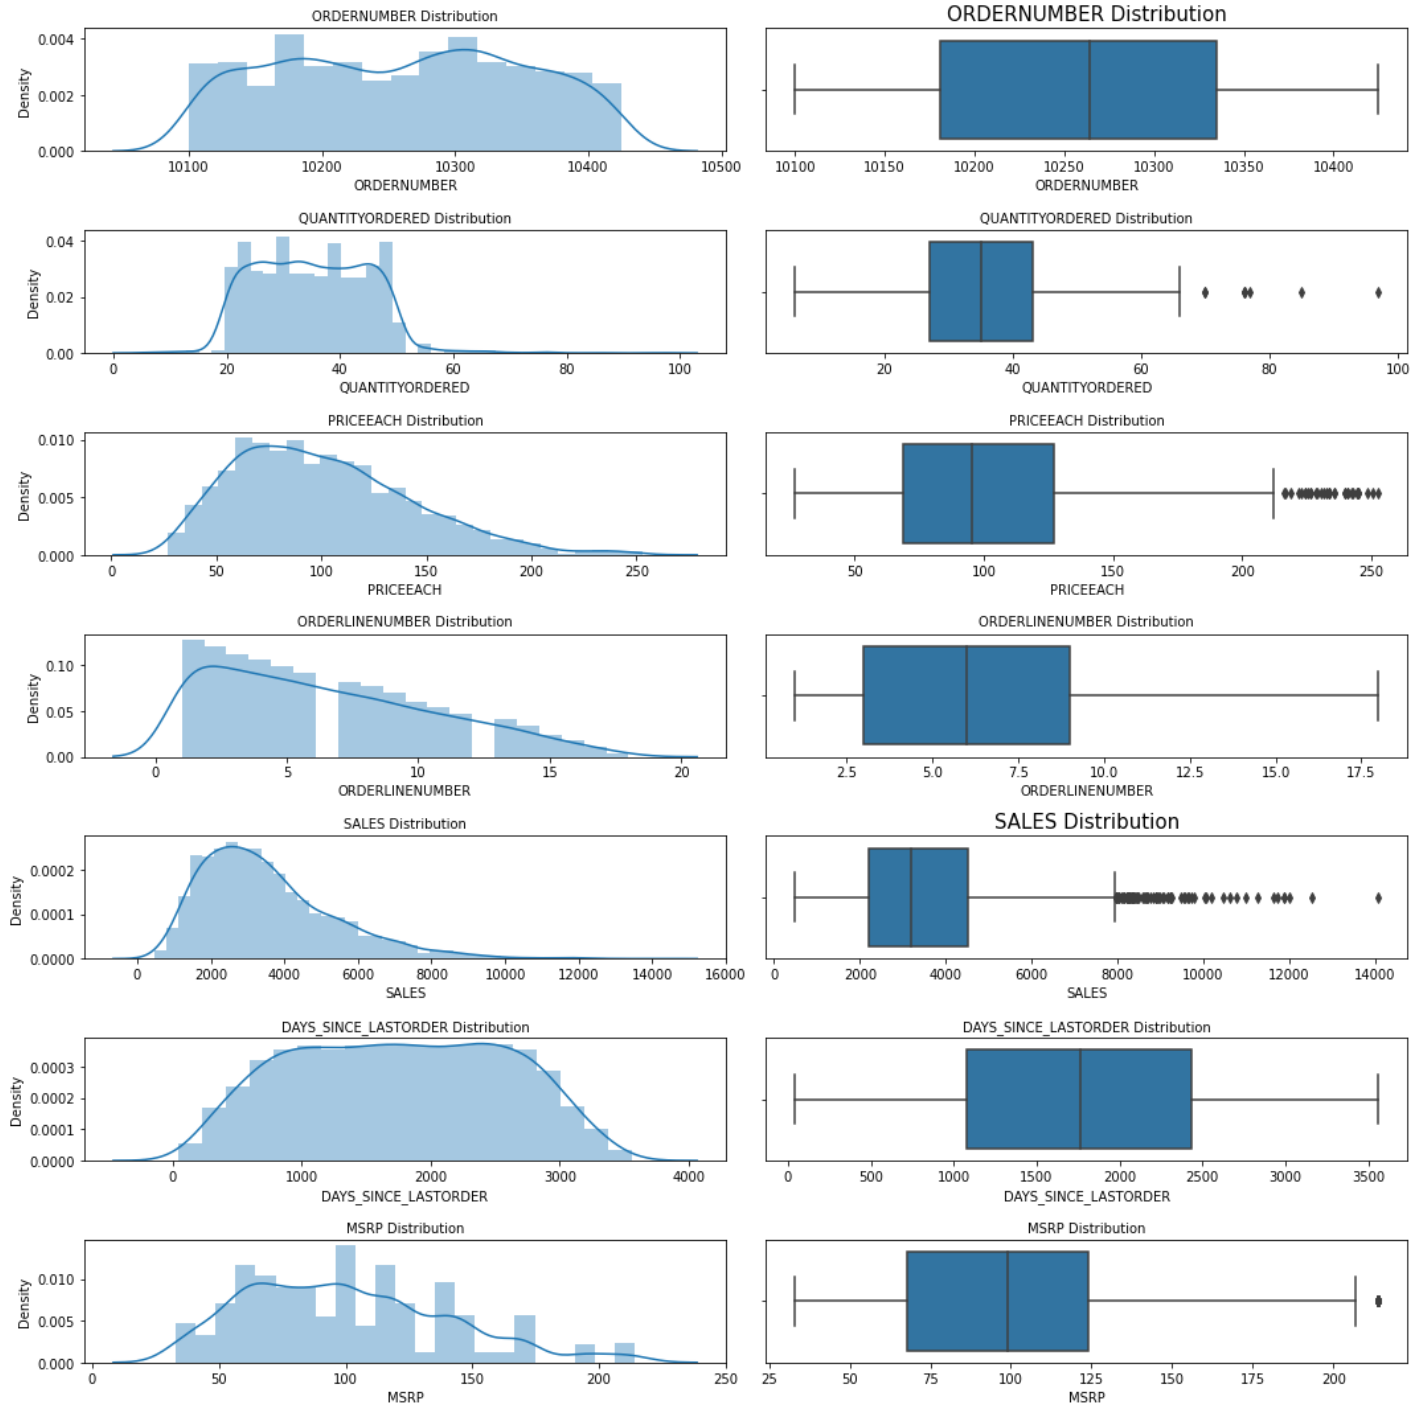 ORDERNUMBER Distribution
ORDERNUMBER Distribution
0.004
0.002
0.000
Density
10100 10200 10300 10400 10500
10100 10150 10200 10250 10300 10350 10400
ORDERNUMBER
ORDERNUMBER
QUANTITYORDERED Distribution
QUANTITYORDERED Distribution
0.04
0.02
0.00
Density
0 20 40 60 80 100
20 40 60 80 100
QUANTITYORDERED
QUANTITYORDERED
PRICEEACH Distribution
PRICEEACH Distribution
0.010
0.005
0.000
Density
0 50 100 150 200 250
50 100 150 200 250
PRICEEACH
PRICEEACH
ORDERLINENUMBER Distribution
ORDERLINENUMBER Distribution
0.10
0.05
0.00
Density
0 5 10 15 20
2.5 5.0 7.5 10.0 12.5 15.0 17.5
ORDERLINENUMBER
ORDERLINENUMBER
SALES Distribution
SALES Distribution
0.0002
0.0001
0.0000
Density
0 2000 4000 6000 8000 10000 12000 14000 16000
0 2000 4000 6000 8000 10000 12000 14000
SALES
SALES
DAYS_SINCE_LASTORDER Distribution
DAYS_SINCE_LASTORDER Distribution
0.0003
0.0002
0.0001
0.0000
Density
0 1000 2000 3000 4000
0 500 1000 1500 2000 2500 3000 3500
DAYS_SINCE_LASTORDER
DAYS_SINCE_LASTORDER
MSRP Distribution
MSRP Distribution
0.010
0.005
0.000
Density
0 50 100 150 200 250
25 50 75 100 125 150 175 200
MSRP
MSRP